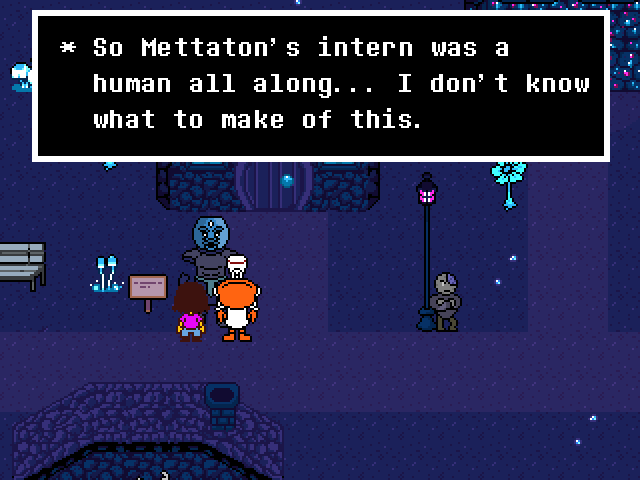 * So Mettaton's intern was a
human all along... I don't know
what to make of this.